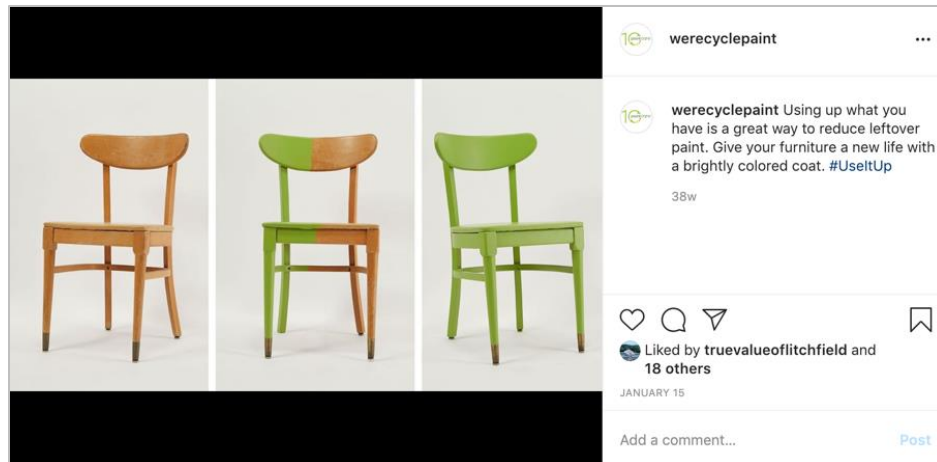 werecyclepaint
werecyclepaint Using up what you
have is a great way to reduce leftover
paint. Give your furniture a new life with
a brightly colored coat. #UseItUp
38w
Liked by truevalueoflitchfield and
18 others
JANUARY 15
Add a comment...
Post